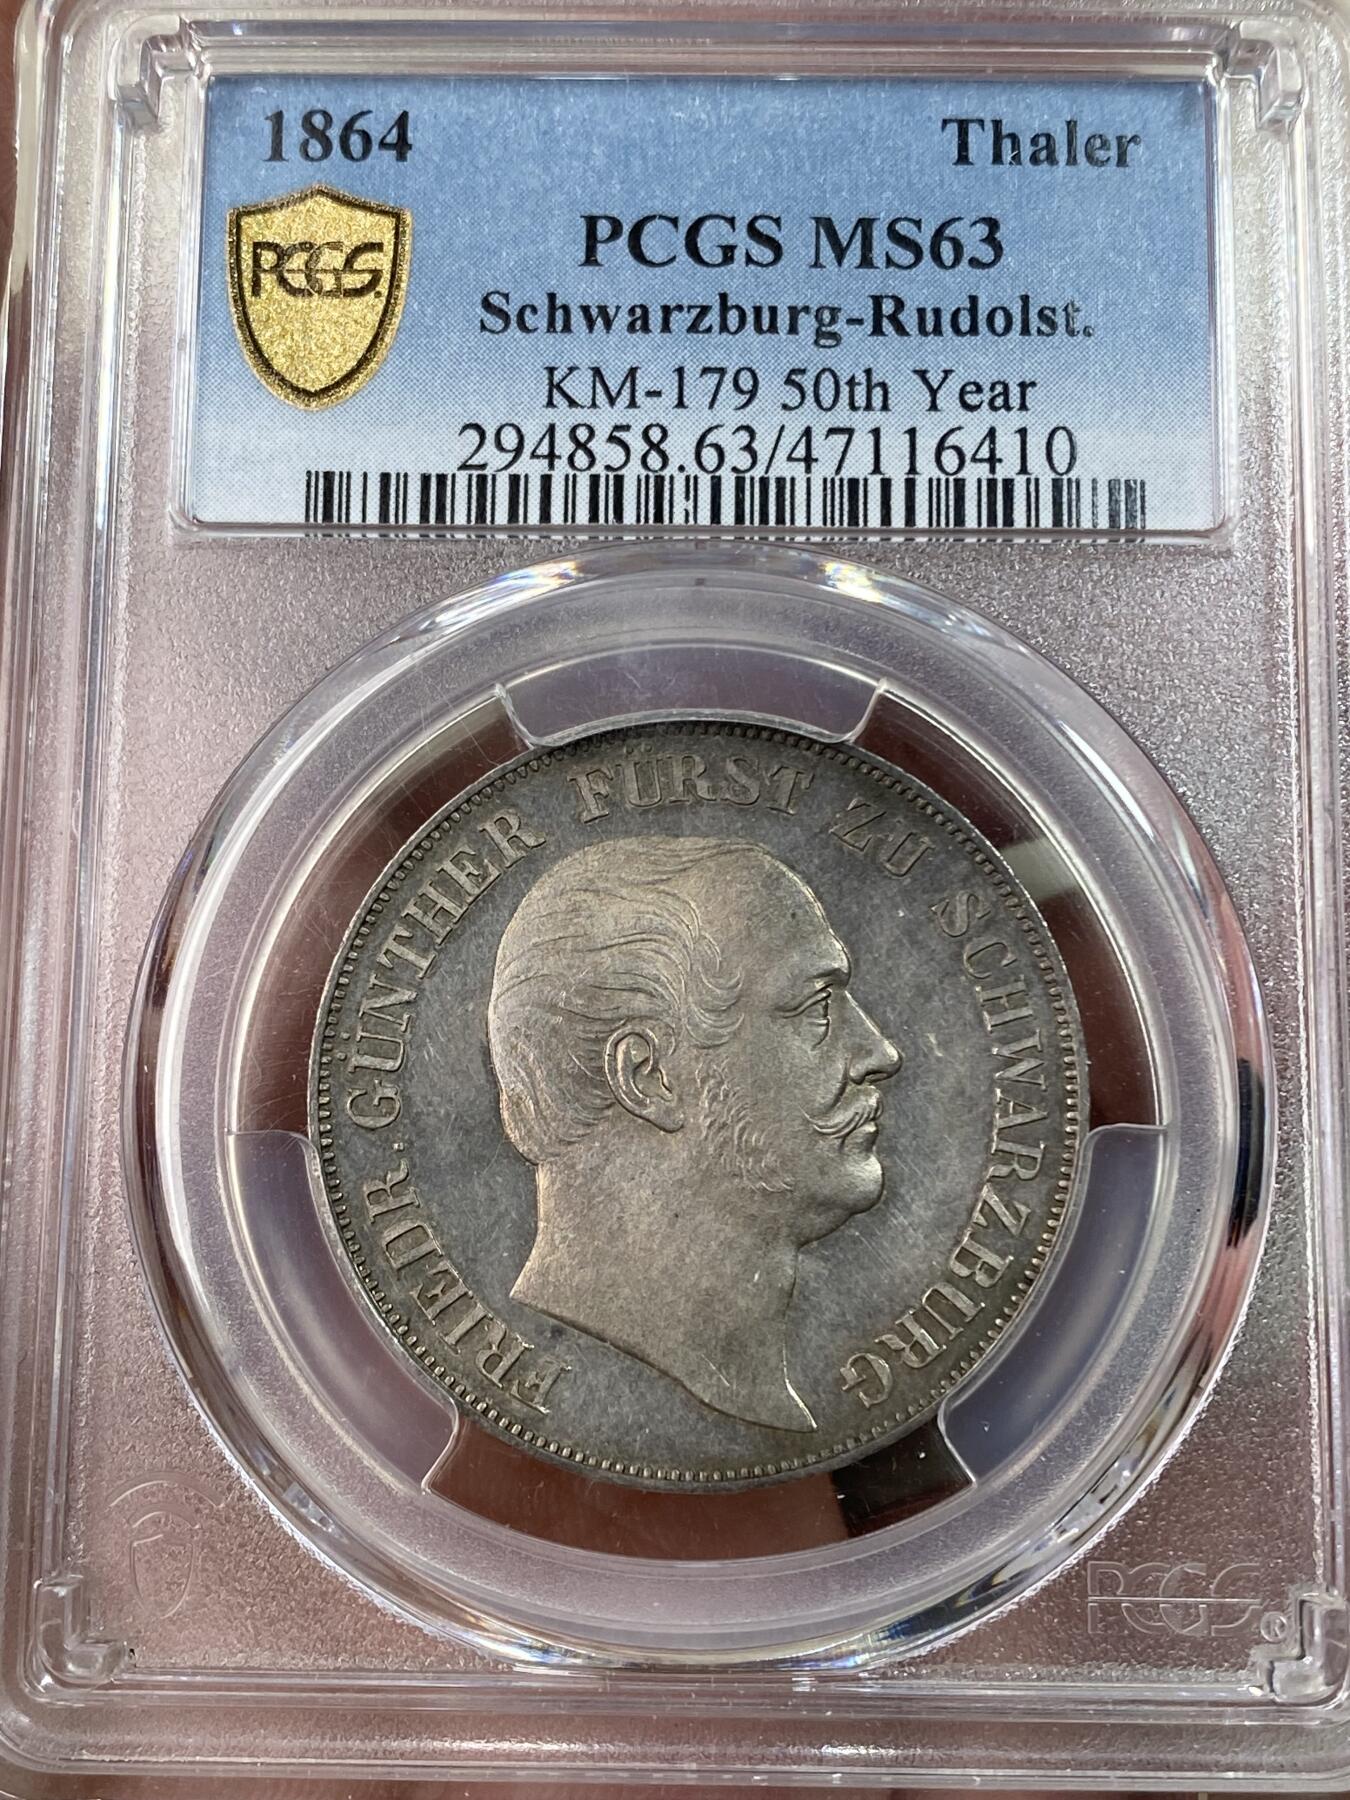 1864 Thaler
PCGS
PCGS MS63
Schwarzburg-Rudolst.
KM-179 50th Year
294858.63/47116410
FRIEDR. GÜNTHER FÜRST ZU SCHWARZBURG
PCGS®